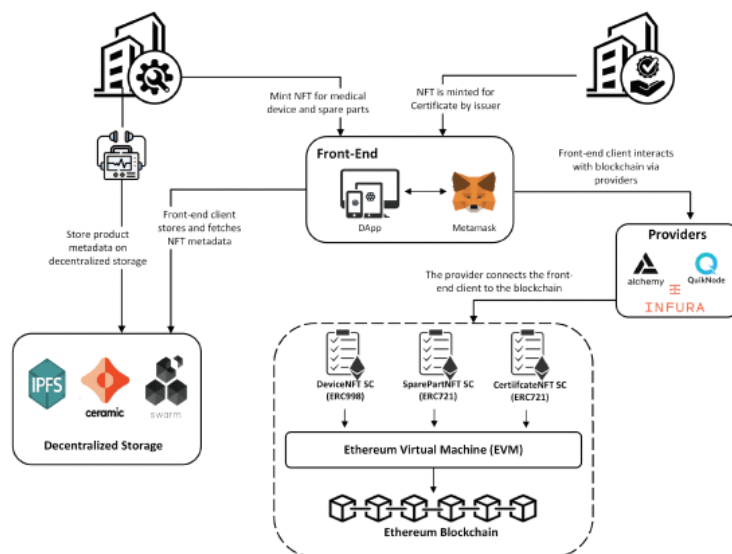 Mint NFT for medical
device and spare parts
NFT is minted for
Certificate by issuer
Front-End
DApp
Metamask
Front-end client interacts
with blockchain via
providers
Store product
metadata on
decentralized storage
Front-end client
stores and fetches
NFT metadata
Providers
alchemy
QuikNode
INFURA
The provider connects the front-
end client to the blockchain
IPFS
ceramic
swarm
Decentralized Storage
DeviceNFT SC
(ERC998)
SparePartNFT SC
(ERC721)
CertiifcateNFT SC
(ERC721)
Ethereum Virtual Machine (EVM)
Ethereum Blockchain